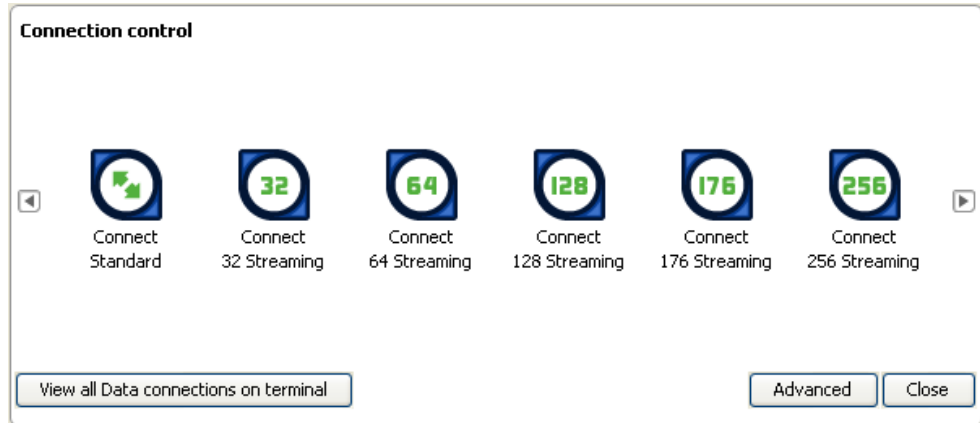 Connection control
32
64
128
176
256
Connect
Standard
Connect
32 Streaming
Connect
64 Streaming
Connect
128 Streaming
Connect
176 Streaming
Connect
256 Streaming
View all Data connections on terminal
Advanced
Close